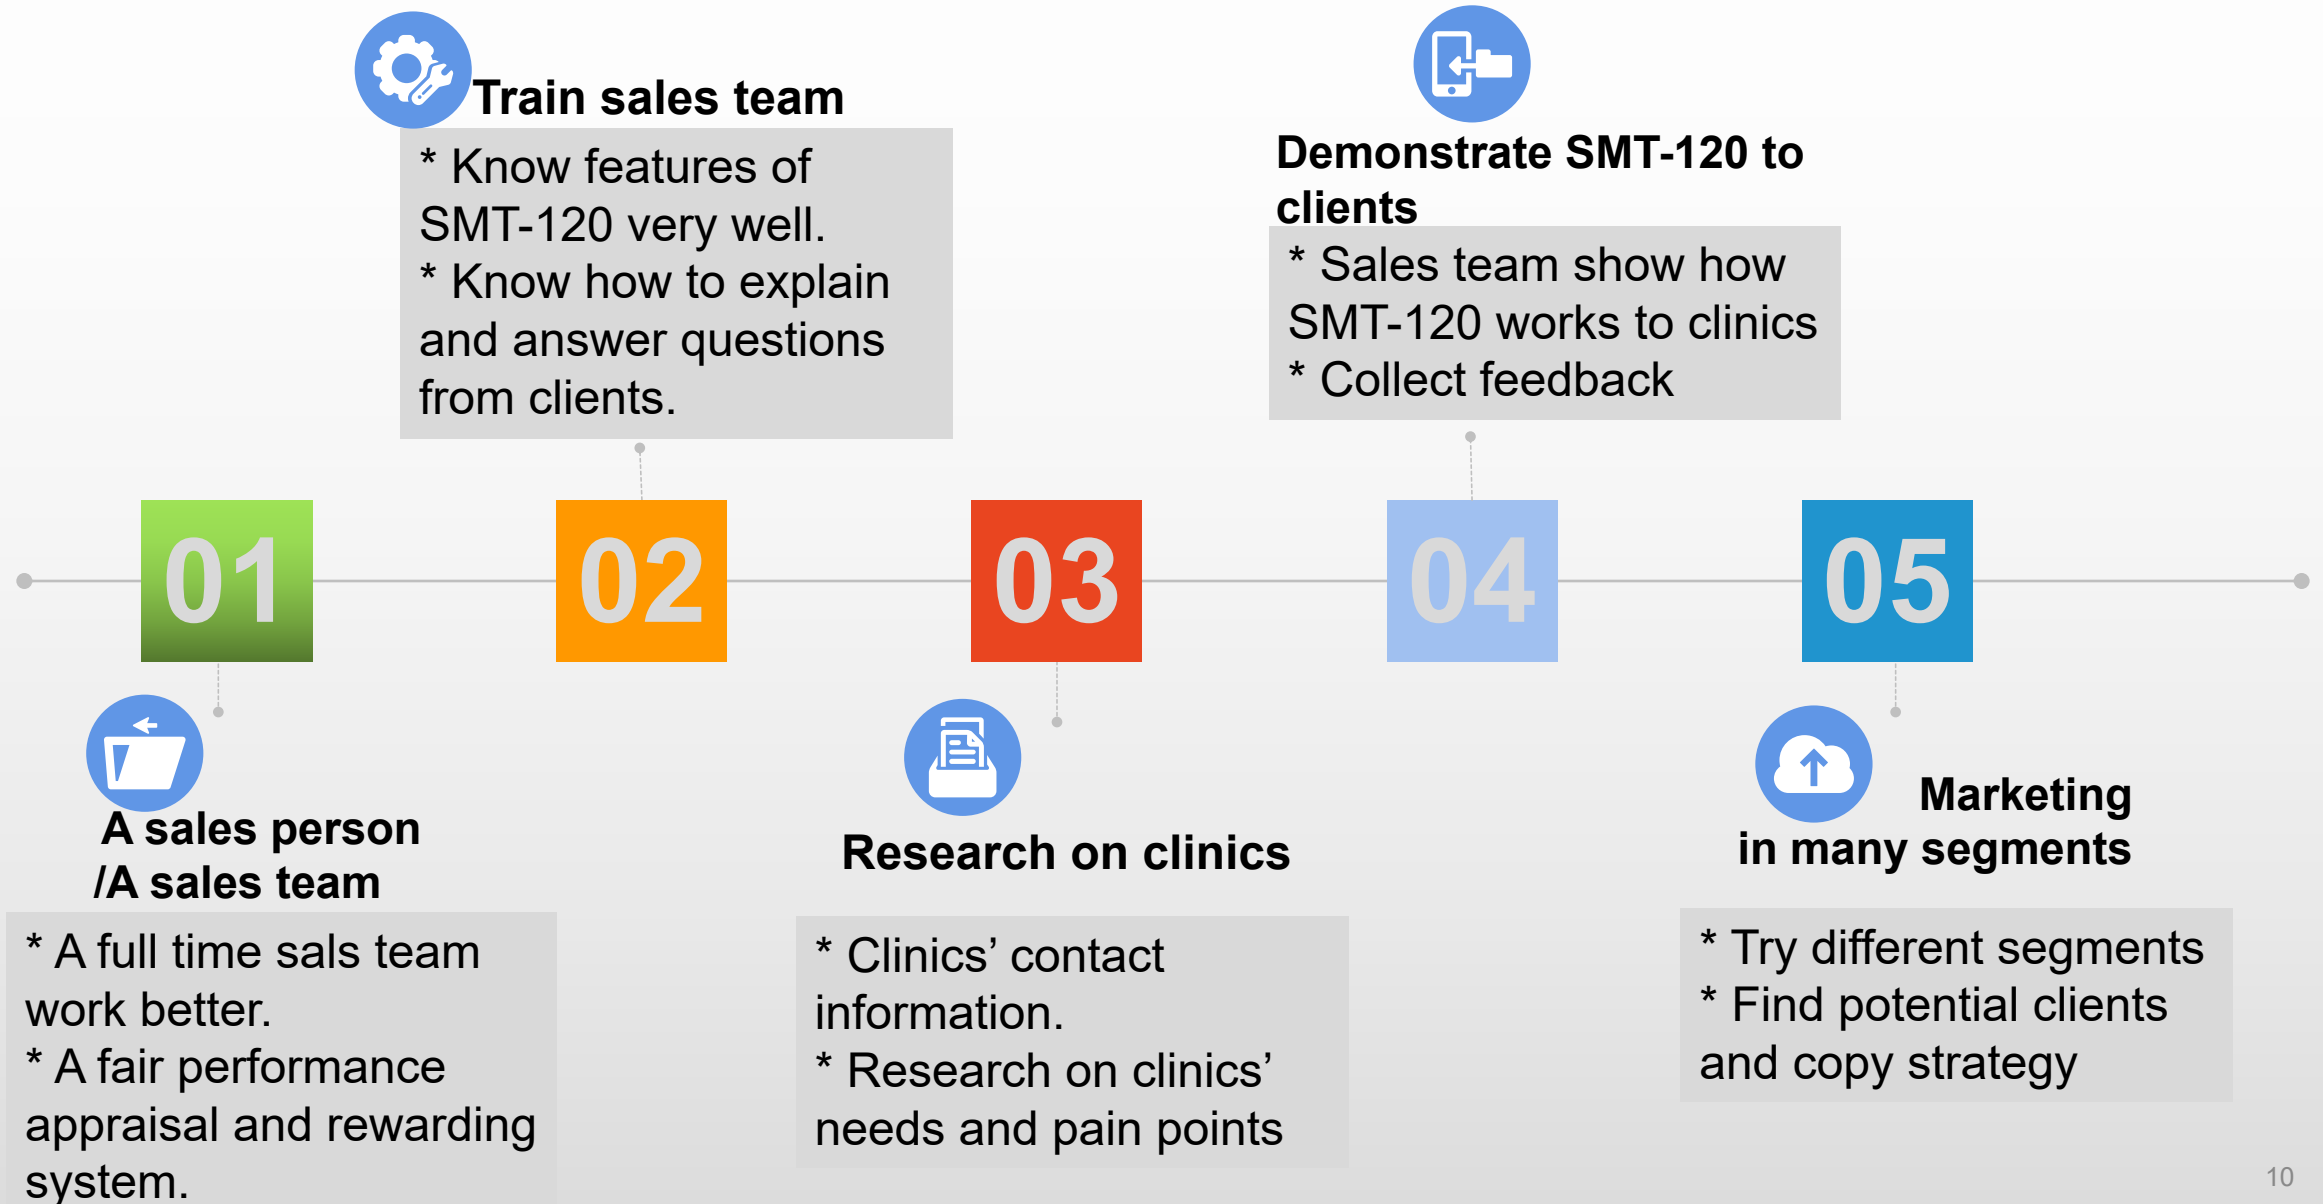 Train sales team
* Know features of
SMT-120 very well.
* Know how to explain
and answer questions
from clients.
Demonstrate SMT-120 to
clients
* Sales team show how
SMT-120 works to clinics
* Collect feedback
01
02
03
04
05
A sales person
/A sales team
* A full time sals team
work better.
* A fair performance
appraisal and rewarding
system.
Research on clinics
* Clinics’ contact
information.
* Research on clinics’
needs and pain points
Marketing
in many segments
* Try different segments
* Find potential clients
and copy strategy
10